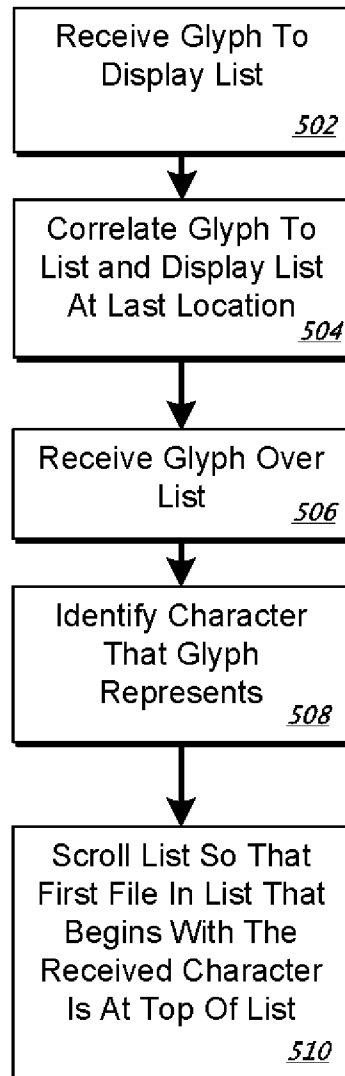 Receive Glyph To
Display List
502
Correlate Glyph To
List and Display List
At Last Location
504
Receive Glyph Over
List
506
Identify Character
That Glyph
Represents
508
Scroll List So That
First File In List That
Begins With The
Received Character
Is At Top Of List
510